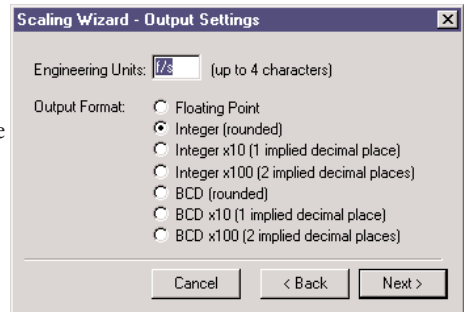 Scaling Wizard - Output Settings
Engineering Units: f/s (up to 4 characters)
Output Format: Floating Point
Integer (rounded)
Integer x10 (1 implied decimal place)
Integer x100 (2 implied decimal places)
BCD (rounded)
BCD x10 (1 implied decimal place)
BCD x100 (2 implied decimal places)
Cancel < Back Next >